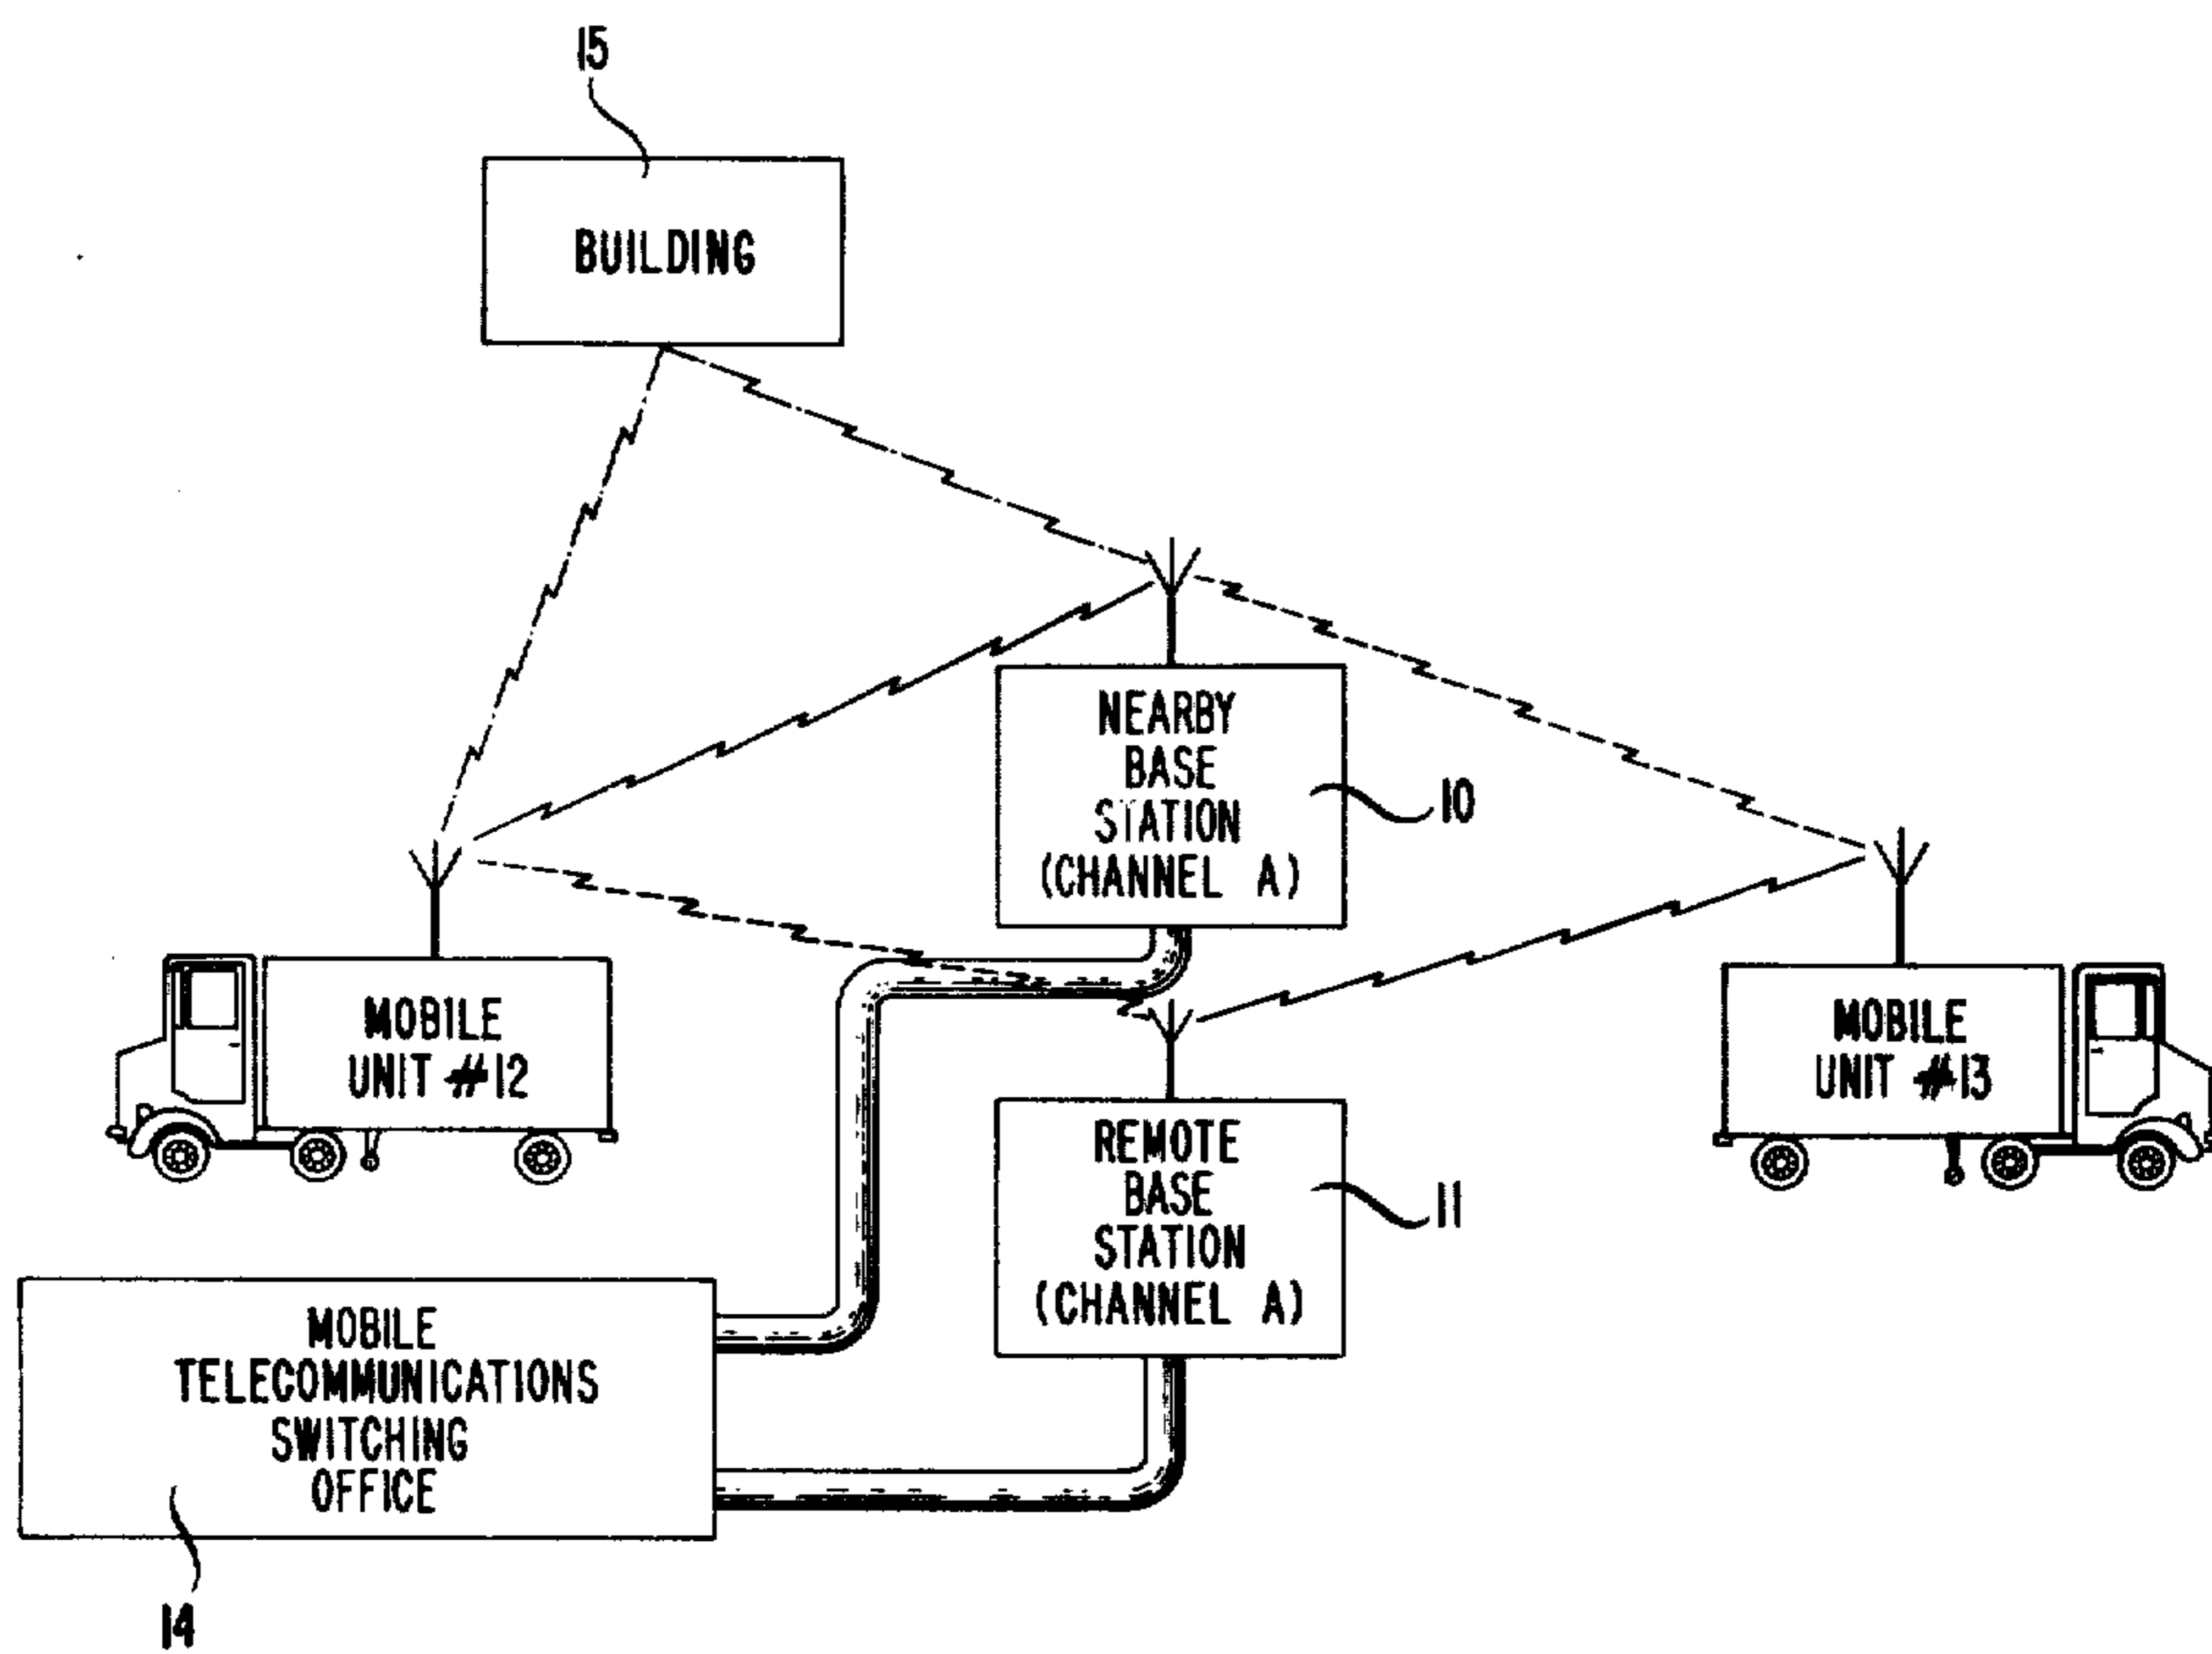 15
BUILDING
NEARBY
BASE
STATION
(CHANNEL A)
10
MOBILE
UNIT #12
MOBILE
UNIT #13
REMOTE
BASE
STATION
(CHANNEL A)
11
MOBILE
TELECOMMUNICATIONS
SWITCHING
OFFICE
14